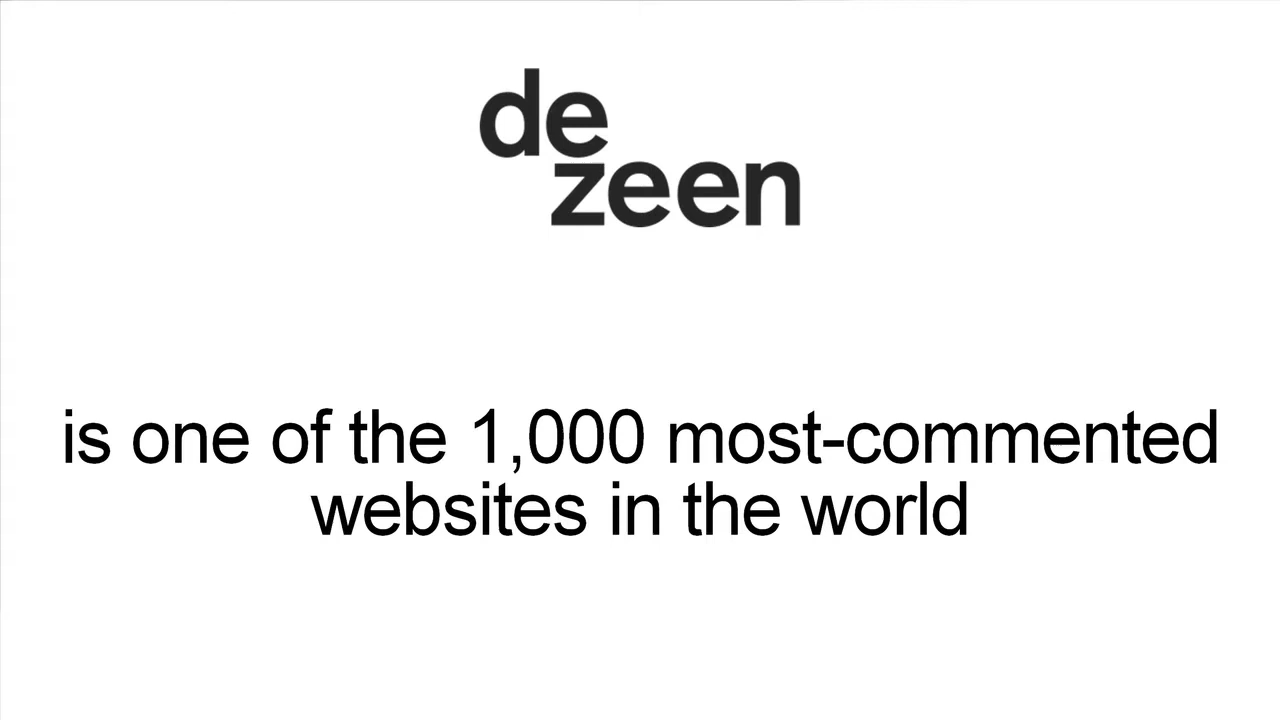 de
zeen
is one of the 1,000 most-commented
websites in the world